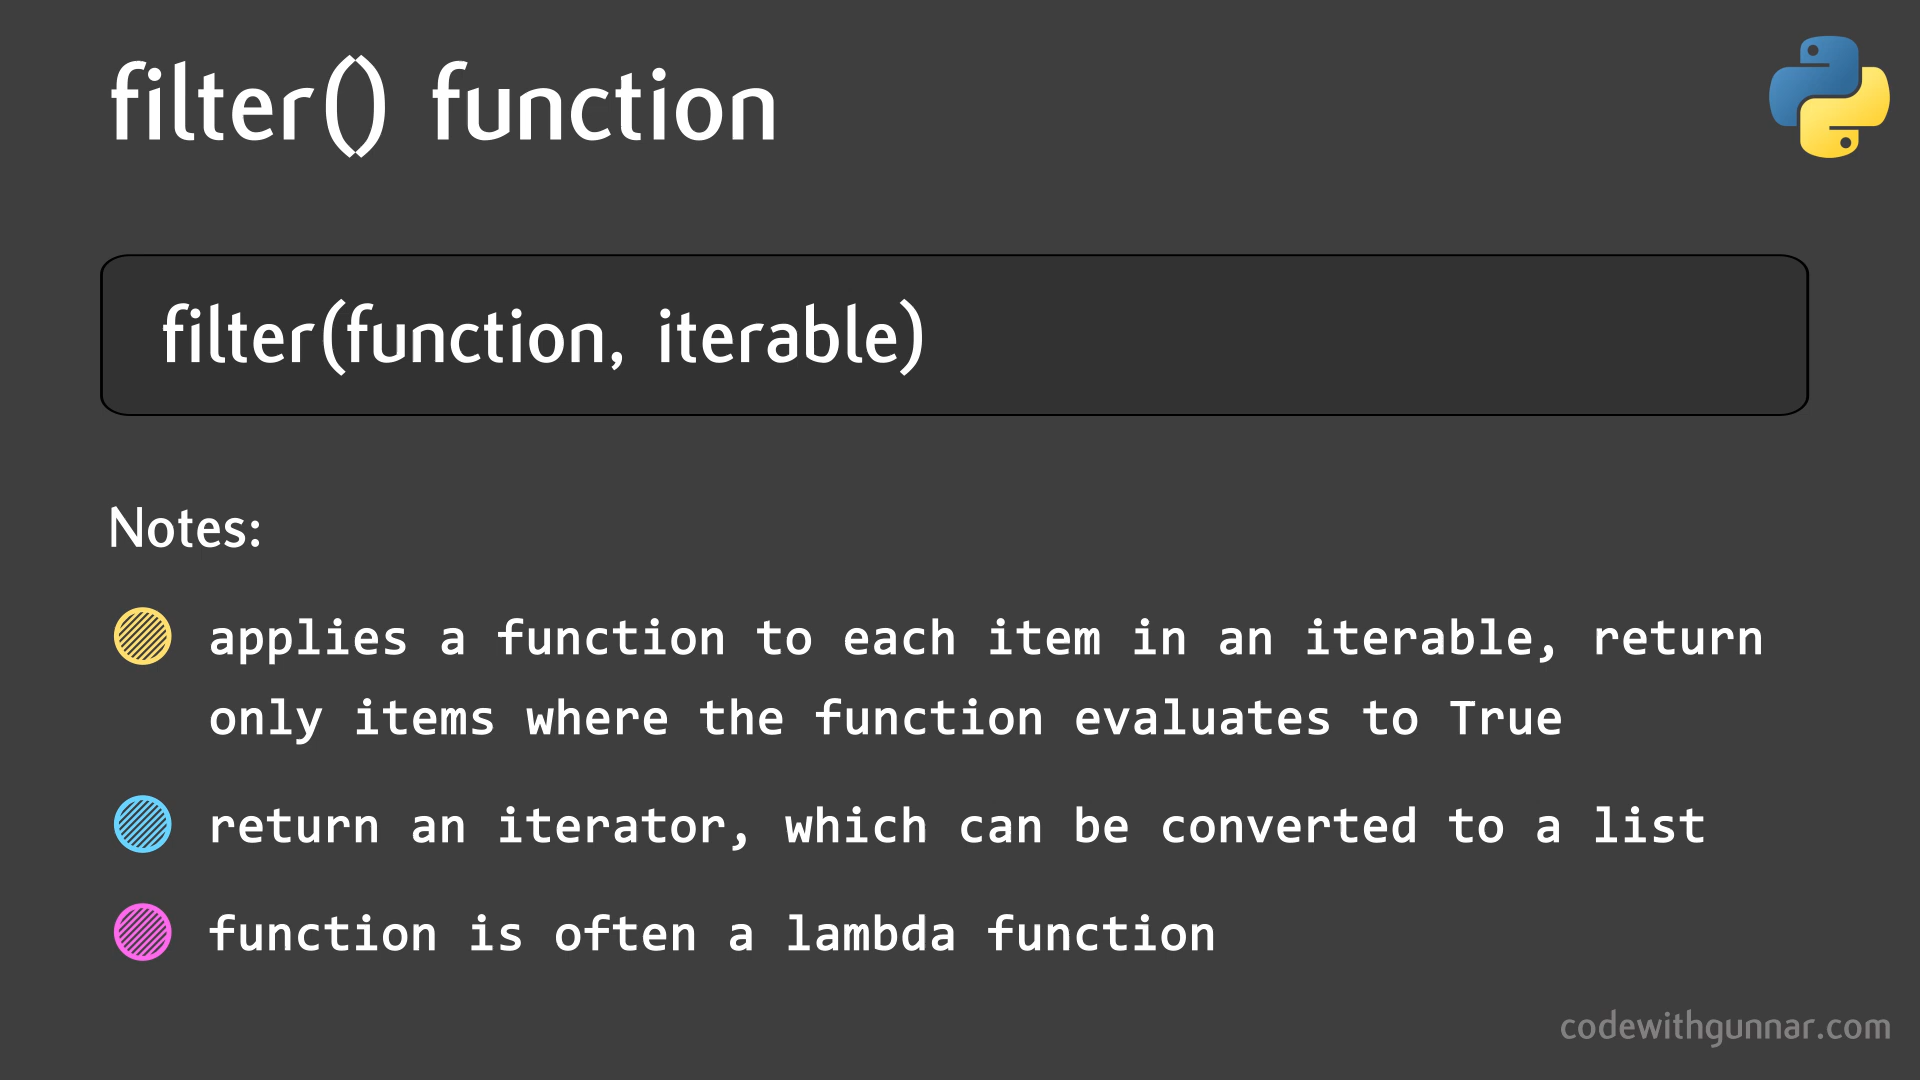 filter() function
filter(function, iterable)
Notes:
applies a function to each item in an iterable, return
only items where the function evaluates to True
return an iterator, which can be converted to a list
function is often a lambda function
codewithgunnar.com